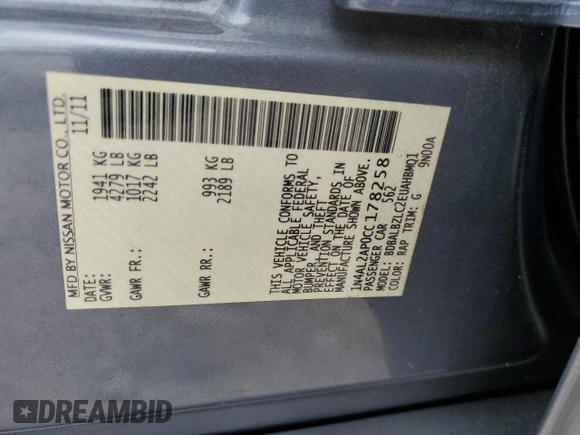 MFD BY NISSAN MOTOR CO., LTD.
11/11
GVWR: 1941 KG
4279 LB
GAWR FR: 1017 KG
2242 LB
GAWR RR: 993 KG
2189 LB
THIS VEHICLE CONFORMS TO
ALL APPLICABLE FEDERAL
MOTOR VEHICLE SAFETY,
BUMPER, AND THEFT
PREVENTION STANDARDS IN
EFFECT ON THE DATE OF
MANUFACTURE SHOWN ABOVE.
1N4AL2AP0CC178258
PASSENGER CAR 562
MODEL: BDBALBZLC2EUAHBMQ1
COLOR: RAP TRIM: G 9N00A
DREAMBID